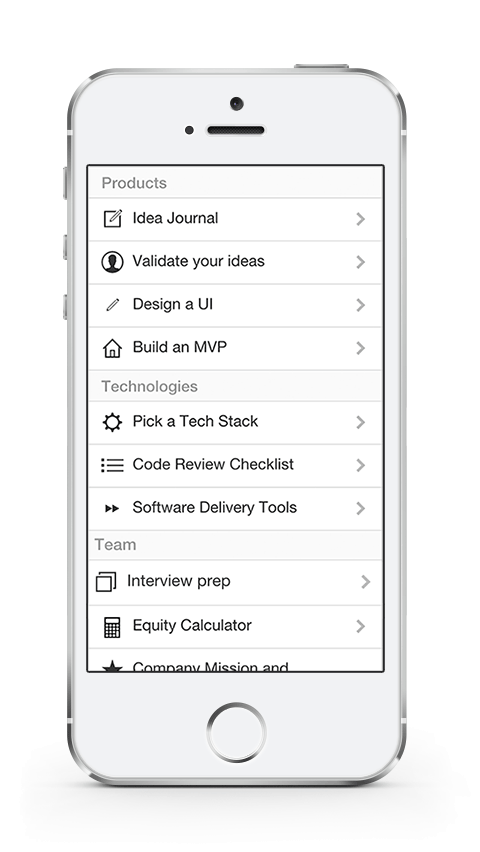 Products
Idea Journal
Validate your ideas
Design a UI
Build an MVP
Technologies
Pick a Tech Stack
Code Review Checklist
Software Delivery Tools
Team
Interview prep
Equity Calculator
Company Mission and